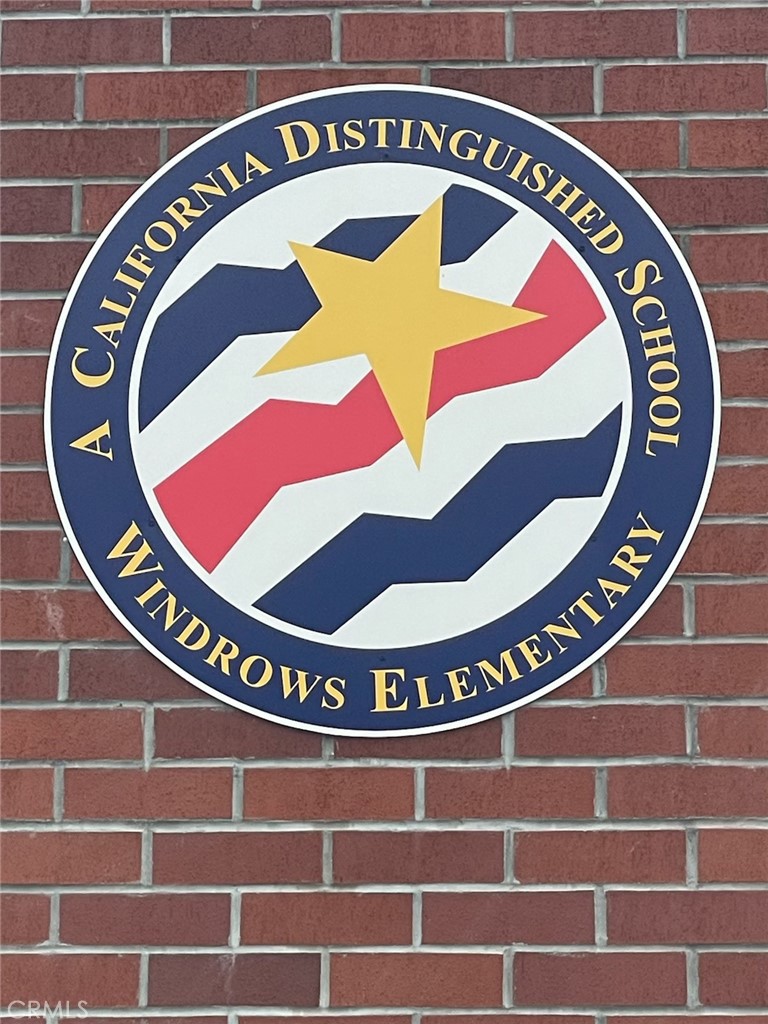 A California Distinguished School
Windrows Elementary
CRMLS